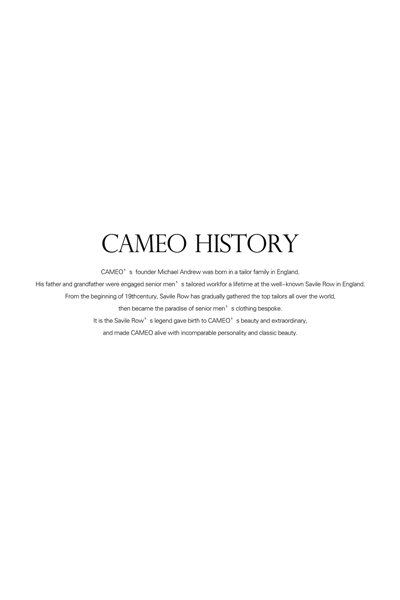 CAMEO HISTORY
CAMEO’s founder Michael Andrew was born in a tailor family in England.
His father and grandfather were engaged senior men’s tailored workfor a lifetime at the well-known Savile Row in England.
From the beginning of 19thcentury, Savile Row has gradually gathered the top tailors all over the world,
then became the paradise of senior men’s clothing bespoke.
It is the Savile Row’s legend gave birth to CAMEO’s beauty and extraordinary,
and made CAMEO alive with incomparable personality and classic beauty.